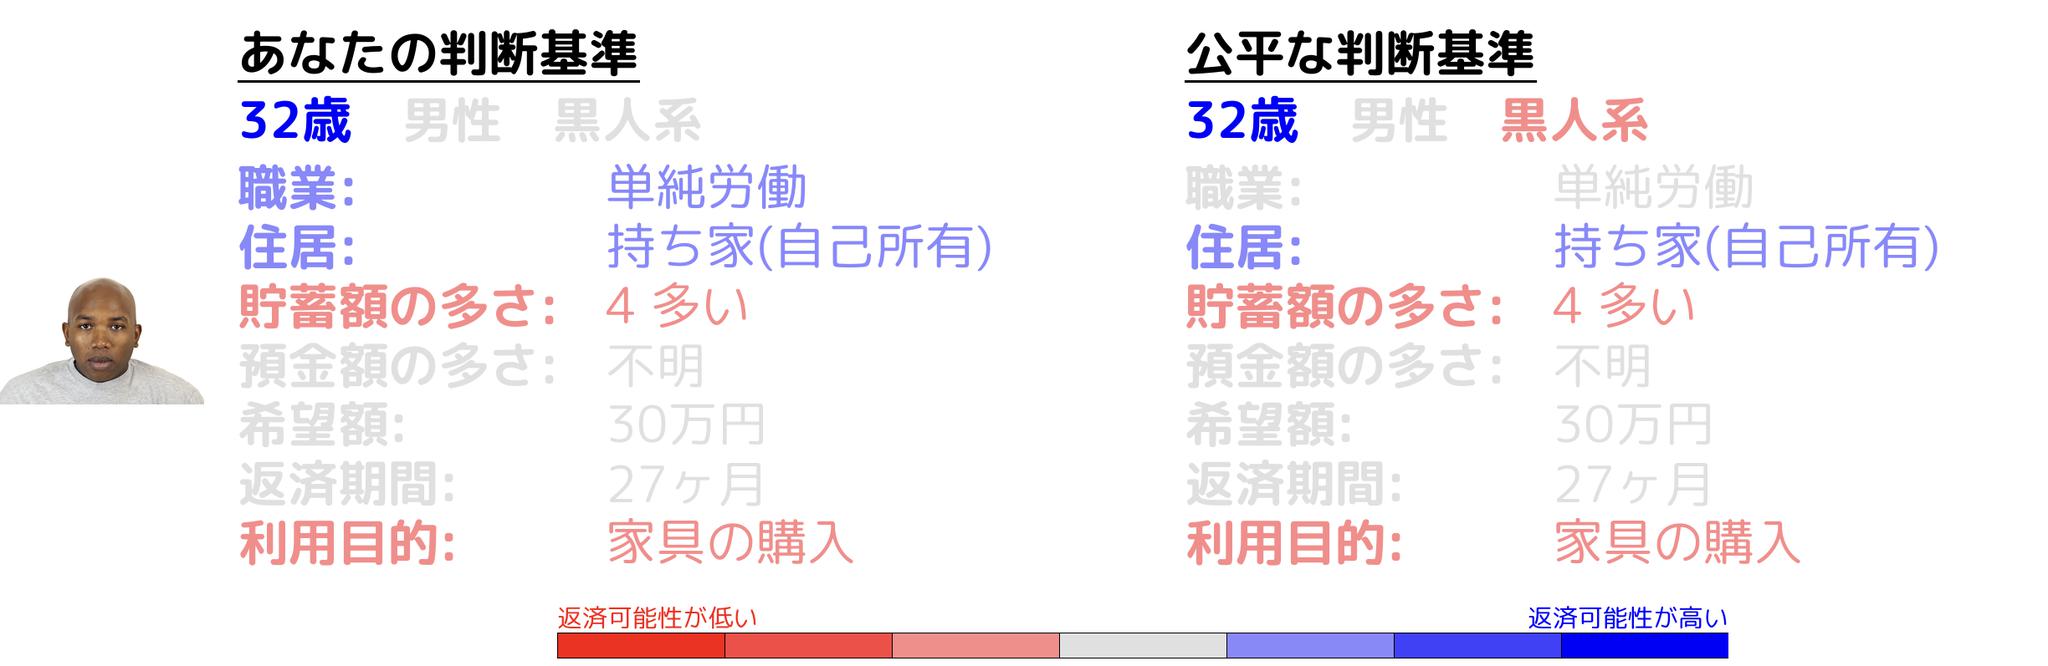 あなたの判断基準
32歳 男性 黒人系
職業: 単純労働
住居: 持ち家(自己所有)
貯蓄額の多さ: 4 多い
預金額の多さ: 不明
希望額: 30万円
返済期間: 27ヶ月
利用目的: 家具の購入
公平な判断基準
32歳 男性 黒人系
職業: 単純労働
住居: 持ち家(自己所有)
貯蓄額の多さ: 4 多い
預金額の多さ: 不明
希望額: 30万円
返済期間: 27ヶ月
利用目的: 家具の購入
返済可能性が低い
返済可能性が高い